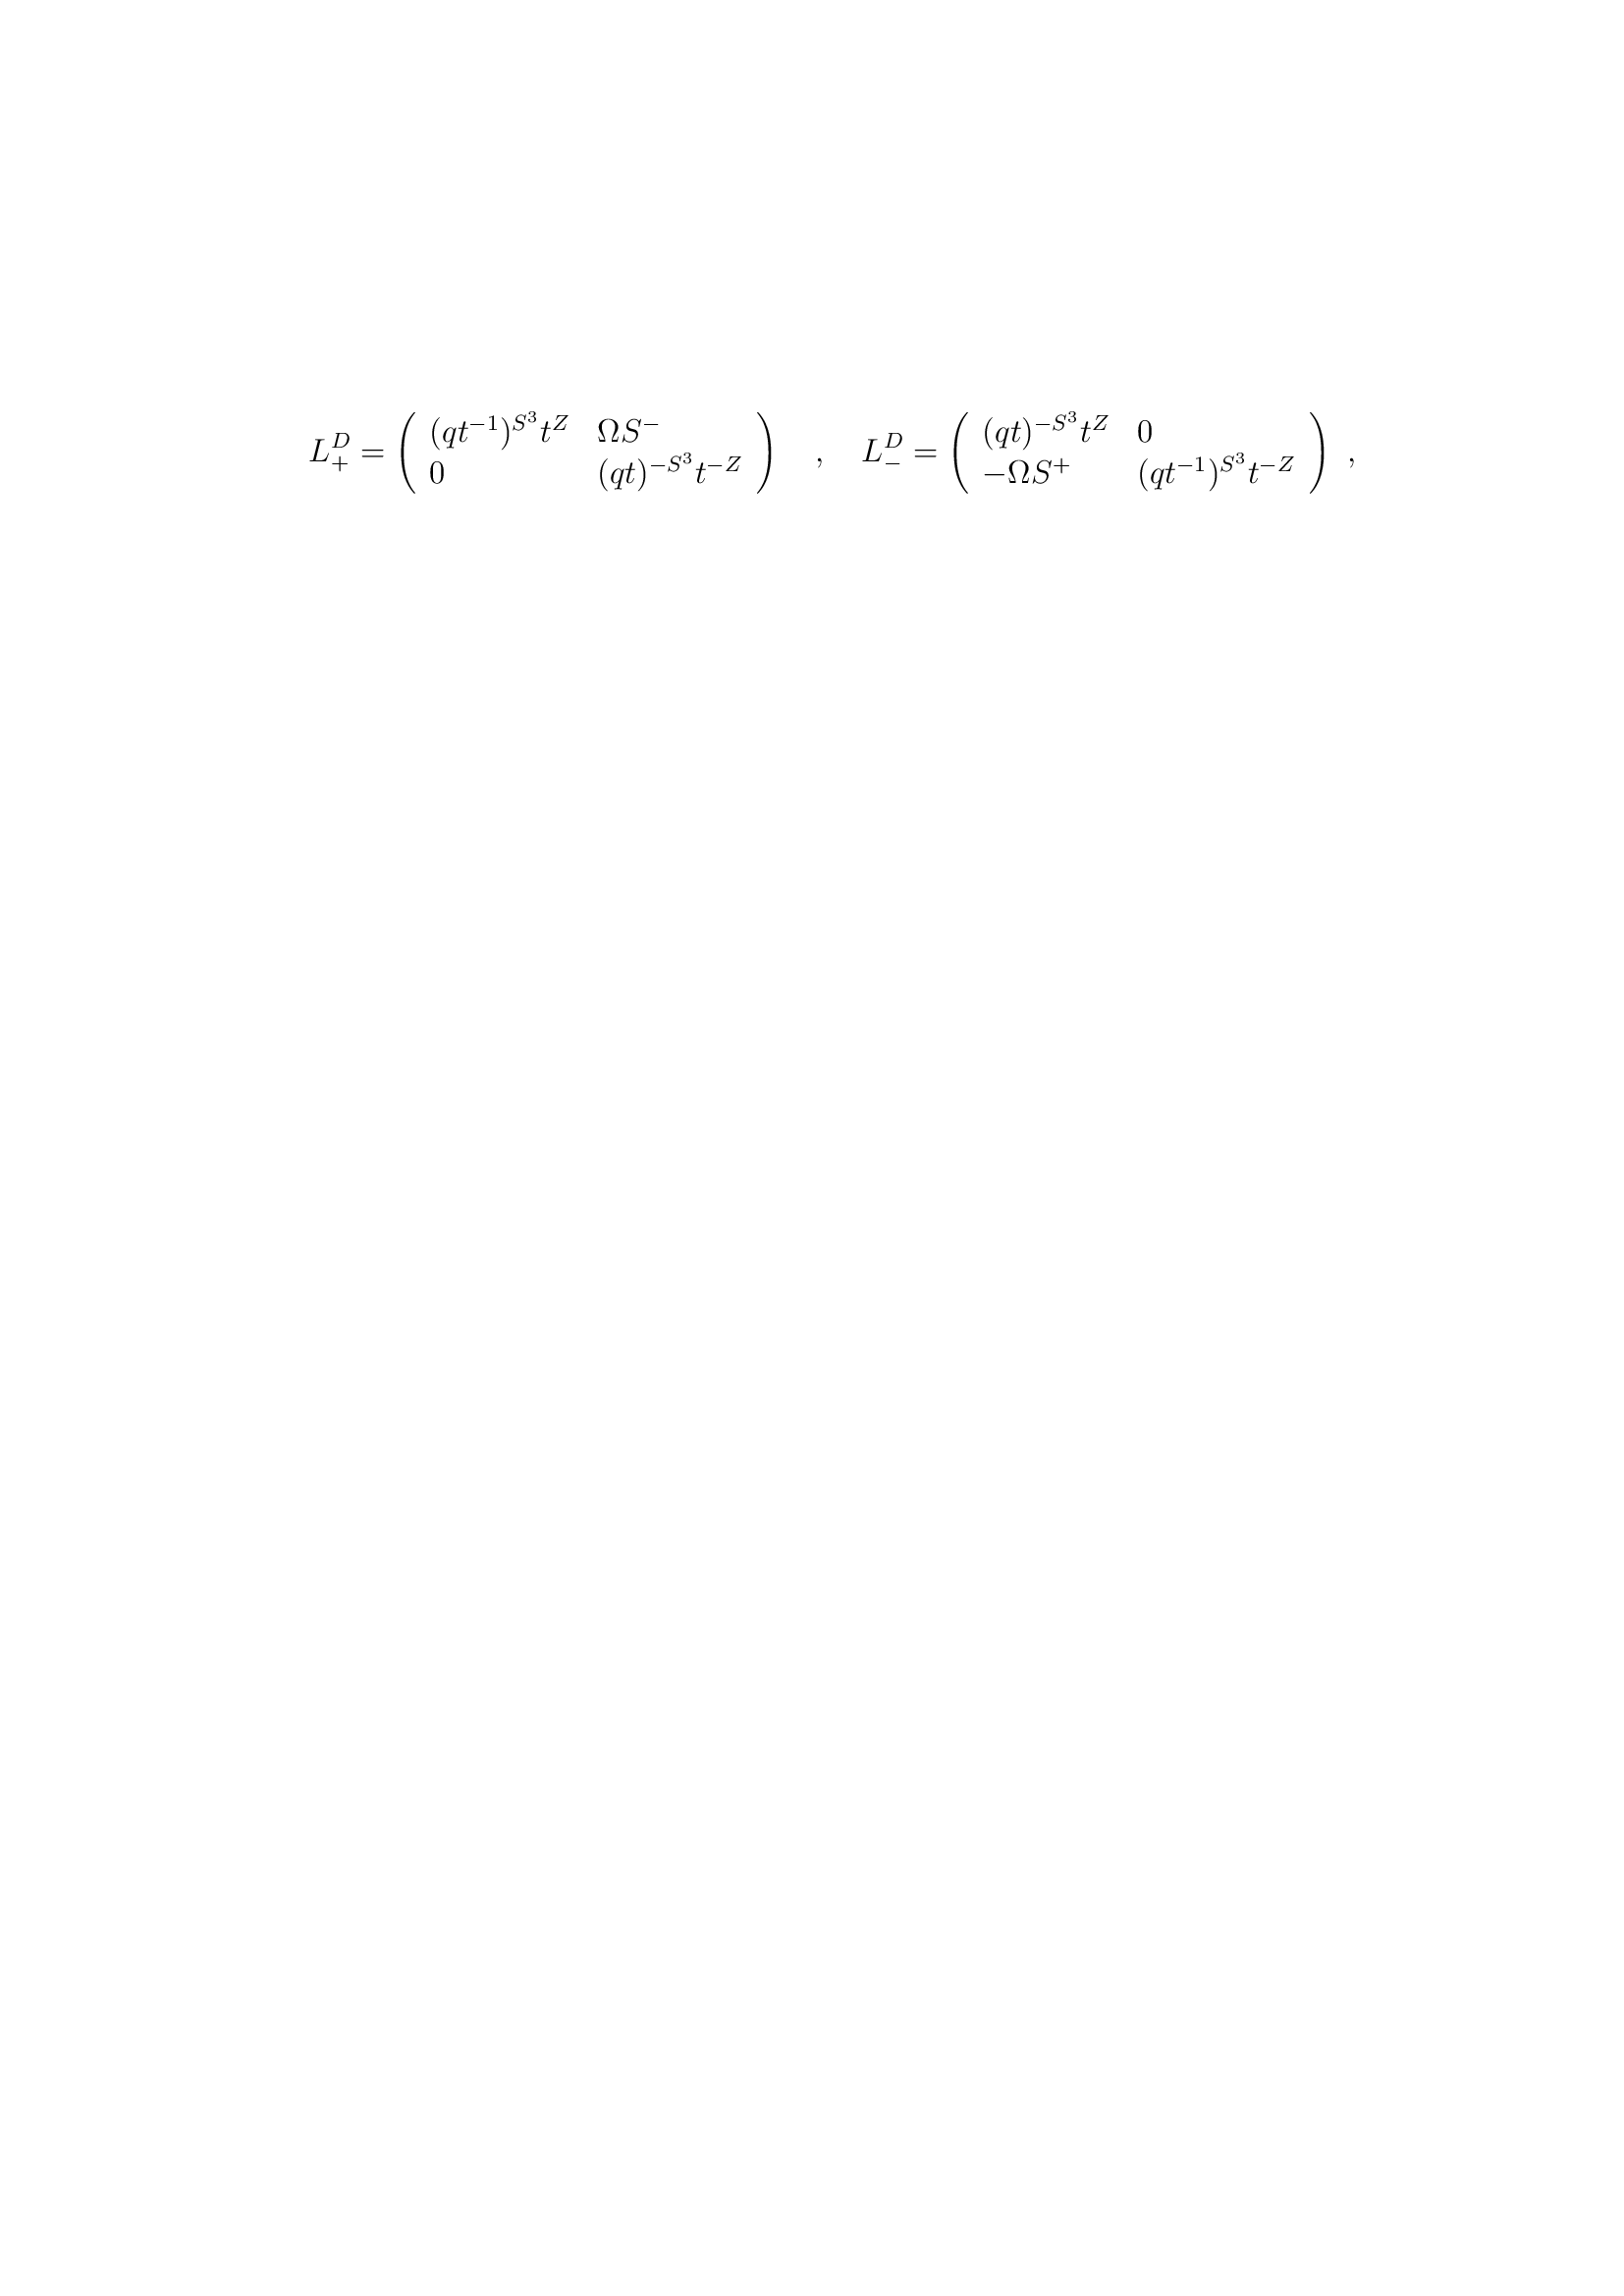 $L_+^D = \left( \begin{array}{ll} (qt^{-1})^{S^3} t^Z & \Omega S^- \\ 0 & (qt)^{-S^3} t^{-Z} \end{array} \right) \quad , \quad L_-^D = \left( \begin{array}{ll} (qt)^{-S^3} t^Z & 0 \\ -\Omega S^+ & (qt^{-1})^{S^3} t^{-Z} \end{array} \right) \ ,$